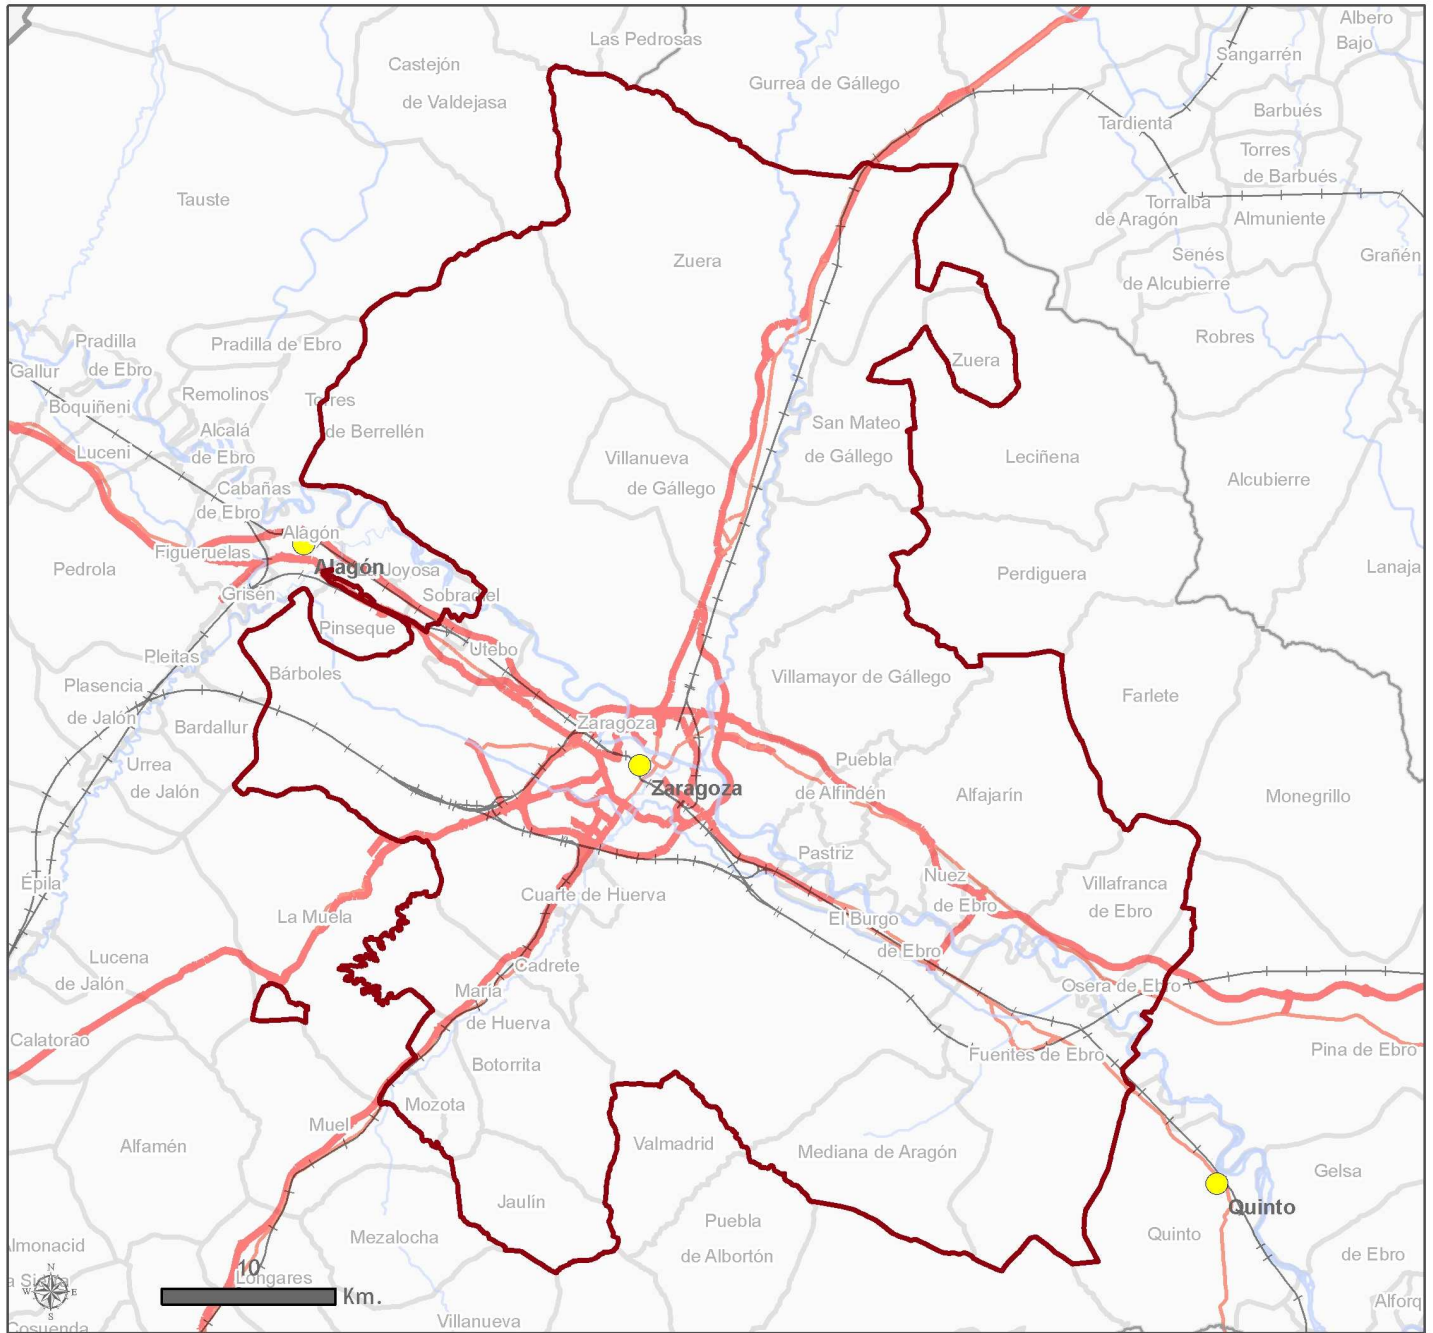 Albero
Bajo
Las Pedrosas
Sangarrén
Castejón
de Valdejasa
Gurrea de Gállego
Barbués
Tardienta
Torres
de Barbués
Tauste
Torralba
de Aragón
Almuniente
Senés
de Alcubierre
Grañén
Zuera
Pradilla
de Ebro
Pradilla de Ebro
Robres
Gallur
Zuera
Boquiñeni
Remolinos
Torres
de Berrellén
Alcalá
de Ebro
San Mateo
de Gállego
Luceni
Villanueva
de Gállego
Leciñena
Alcubierre
Cabañas
de Ebro
Alagón
Figueruelas
Pedrola
Alagón
Joyosa
Perdiguera
Lanaja
Grisén
Sobradiel
Pinseque
Utebo
Pleitas
Bárboles
Villamayor de Gállego
Plasencia
de Jalón
Farlete
Bardallur
Zaragoza
Urrea
de Jalón
Puebla
de Alfindén
Zaragoza
Alfajarín
Monegrillo
Pastriz
Épila
Nuez
de Ebro
Villafranca
de Ebro
Cuarte de Huerva
La Muela
El Burgo
de Ebro
Lucena
de Jalón
Cadrete
María
de Huerva
Osera de Ebro
Calatorao
Fuentes de Ebro
Pina de Ebro
Botorrita
Mozota
Muel
Alfamén
Valmadrid
Mediana de Aragón
Gelsa
Jaulín
Quinto
Puebla
de Albortón
Quinto
Mezalocha
lmonacid
de Ebro
N
W E
S
10
Km.
Longares
Alforq
Villanueva
Cosuenda